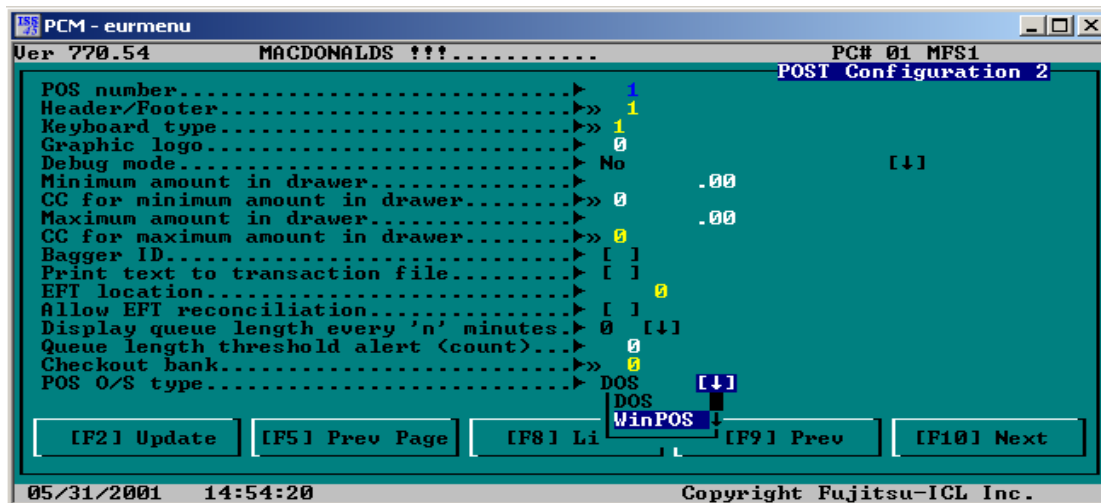 ISS 45 PCM - eurmenu
Ver 770.54 MACDONALDS !!!............ PC# 01 MFS1
POST Configuration 2
POS number..............................► 1
Header/Footer...........................►» 1
Keyboard type...........................►» 1
Graphic logo............................► 0
Debug mode..............................► No [↓]
Minimum amount in drawer................► .00
CC for minimum amount in drawer.........►» 0
Maximum amount in drawer................► .00
CC for maximum amount in drawer.........►» 0
Bagger ID...............................► [ ]
Print text to transaction file..........► [ ]
EFT location............................► 0
Allow EFT reconciliation................► [ ]
Display queue length every 'n' minutes.► 0 [↓]
Queue length threshold alert (count)...► 0
Checkout bank...........................►» 0
POS O/S type............................► DOS [↓]
DOS
WinPOS ↓
[F2] Update [F5] Prev Page [F8] Li [F9] Prev [F10] Next
05/31/2001 14:54:20 Copyright Fujitsu-ICL Inc.